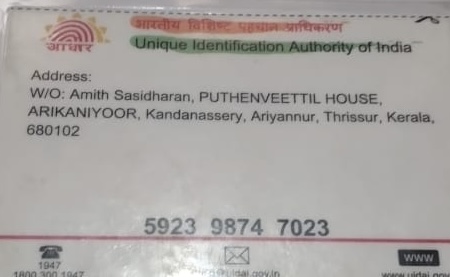 भारतीय विशिष्ट पहचान प्राधिकरण
आधार
Unique Identification Authority of India
Address:
W/O: Amith Sasidharan, PUTHENVEETTIL HOUSE,
ARIKANIYOOR, Kandanassery, Ariyannur, Thrissur, Kerala,
680102
5923 9874 7023
www
1947
1800 300 1947